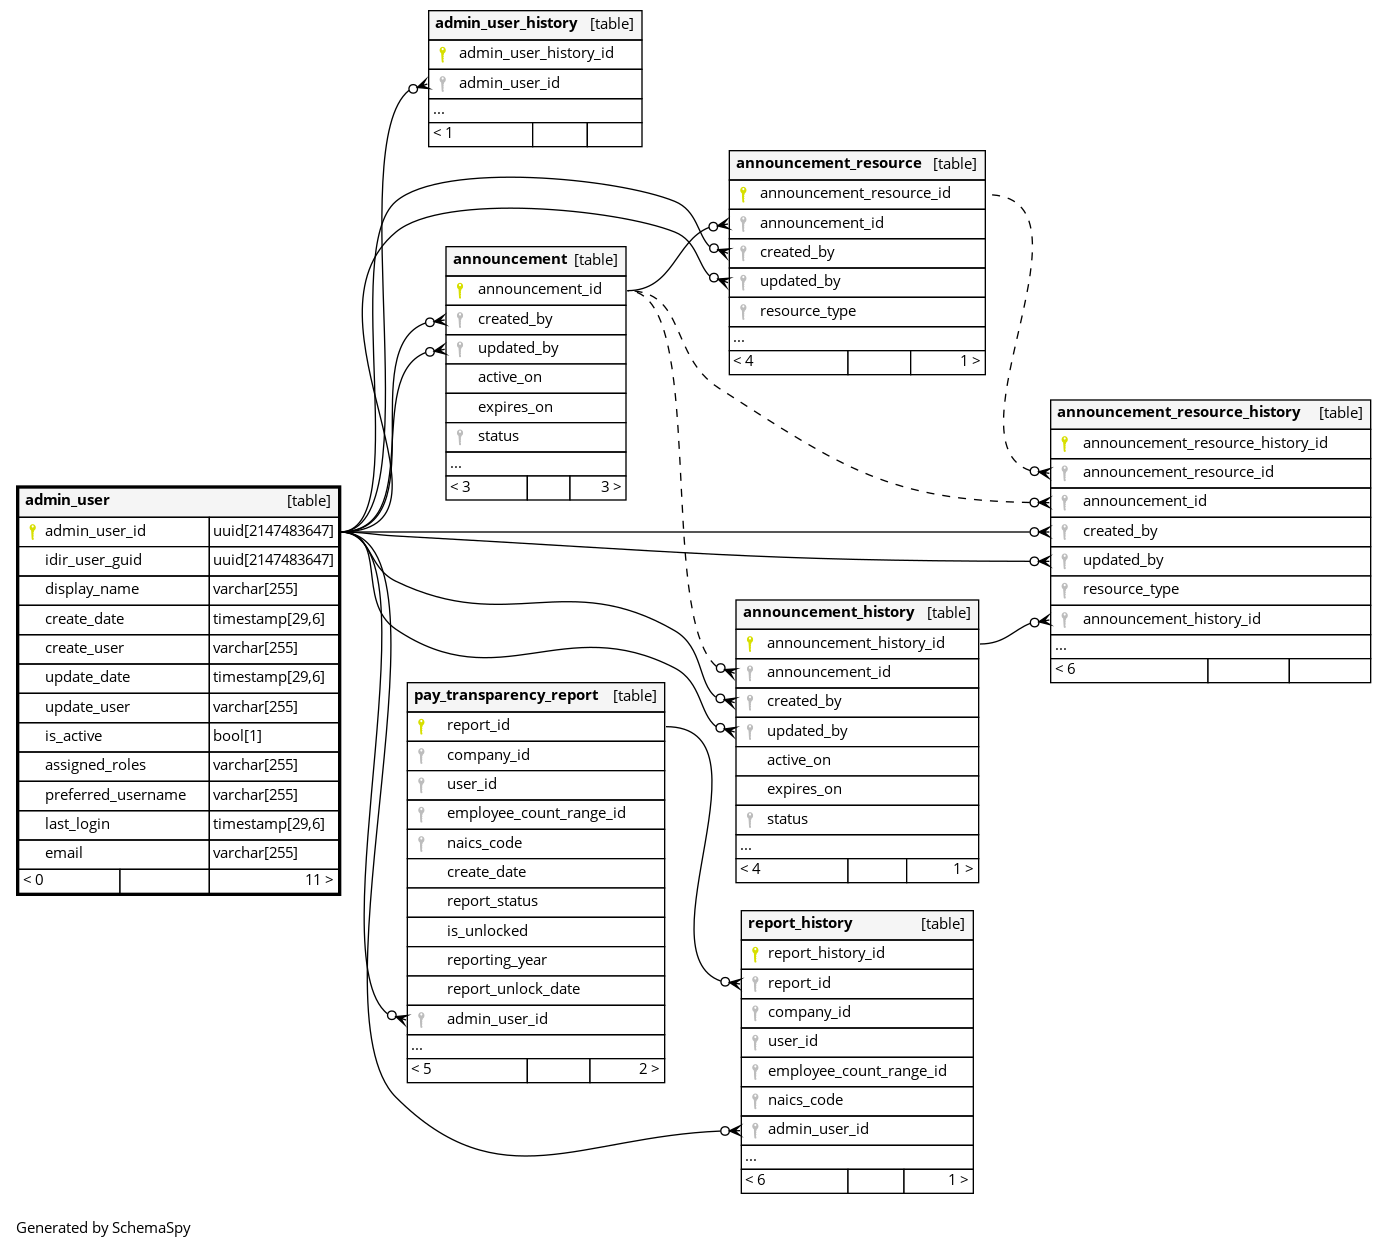 admin_user_history [table]
admin_user_history_id
admin_user_id
...
< 1
announcement_resource [table]
announcement_resource_id
announcement_id
created_by
updated_by
resource_type
...
< 4 1 >
announcement [table]
announcement_id
created_by
updated_by
active_on
expires_on
status
...
< 3 3 >
announcement_resource_history [table]
announcement_resource_history_id
announcement_resource_id
announcement_id
created_by
updated_by
resource_type
announcement_history_id
...
< 6
admin_user [table]
admin_user_id uuid[2147483647]
idir_user_guid uuid[2147483647]
display_name varchar[255]
create_date timestamp[29,6]
create_user varchar[255]
update_date timestamp[29,6]
update_user varchar[255]
is_active bool[1]
assigned_roles varchar[255]
preferred_username varchar[255]
last_login timestamp[29,6]
email varchar[255]
< 0 11 >
announcement_history [table]
announcement_history_id
announcement_id
created_by
updated_by
active_on
expires_on
status
...
< 4 1 >
pay_transparency_report [table]
report_id
company_id
user_id
employee_count_range_id
naics_code
create_date
report_status
is_unlocked
reporting_year
report_unlock_date
admin_user_id
...
< 5 2 >
report_history [table]
report_history_id
report_id
company_id
user_id
employee_count_range_id
naics_code
admin_user_id
...
< 6 1 >
Generated by SchemaSpy